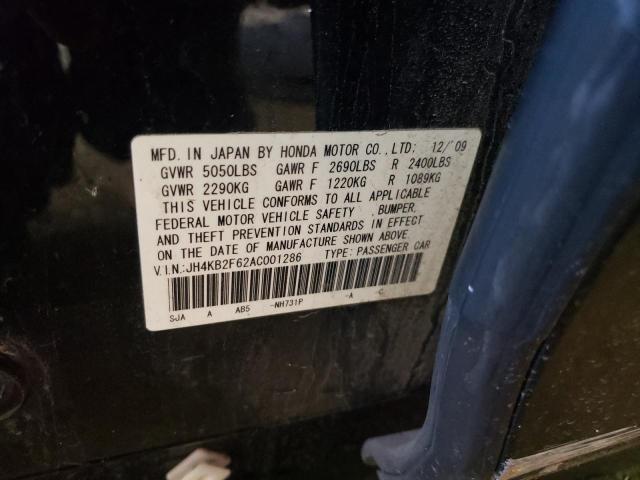 MFD. IN JAPAN BY HONDA MOTOR CO., LTD: 12/'09
GVWR 5050LBS GAWR F 2690LBS R 2400LBS
GVWR 2290KG GAWR F 1220KG R 1089KG
THIS VEHICLE CONFORMS TO ALL APPLICABLE
FEDERAL MOTOR VEHICLE SAFETY , BUMPER,
AND THEFT PREVENTION STANDARDS IN EFFECT
ON THE DATE OF MANUFACTURE SHOWN ABOVE.
V.I.N.:JH4KB2F62AC001286 TYPE: PASSENGER CAR
SJA A AB5 -NH731P -A -C